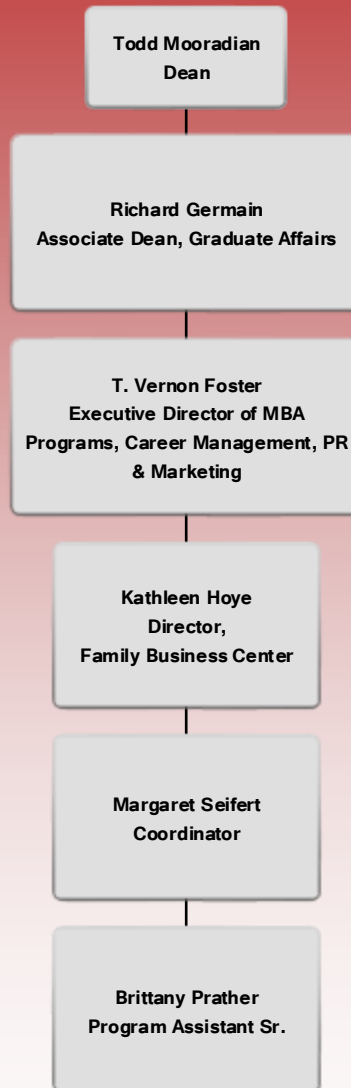 Todd Mooradian
Dean
Richard Germain
Associate Dean, Graduate Affairs
T. Vernon Foster
Executive Director of MBA
Programs, Career Management, PR
& Marketing
Kathleen Hoye
Director,
Family Business Center
Margaret Seifert
Coordinator
Brittany Prather
Program Assistant Sr.